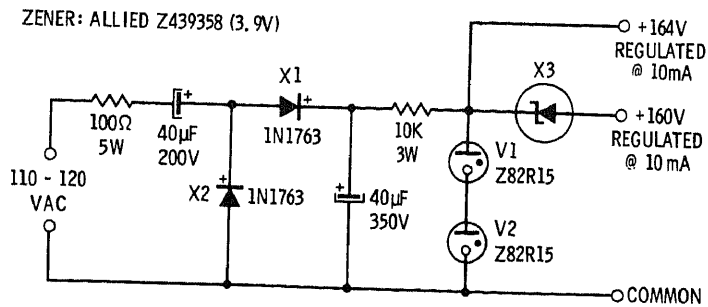 ZENER: ALLIED Z439358 (3.9V)
+164V
REGULATED
@ 10mA
X1
X3
100Ω
5W
40µF
200V
1N1763
10K
3W
+160V
REGULATED
@ 10 mA
V1
Z82R15
110 - 120
VAC
X2
1N1763
40µF
350V
V2
Z82R15
COMMON